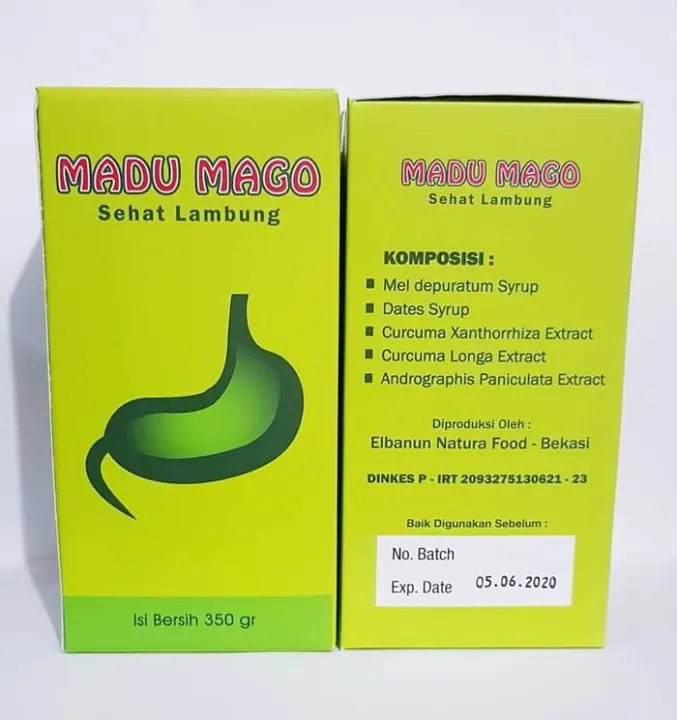 MADU MAGO
Sehat Lambung
Isi Bersih 350 gr
MADU MAGO
Sehat Lambung
KOMPOSISI :
Mel depuratum Syrup
Dates Syrup
Curcuma Xanthorrhiza Extract
Curcuma Longa Extract
Andrographis Paniculata Extract
Diproduksi Oleh :
Elbanun Natura Food - Bekasi
DINKES P - IRT 2093275130621 - 23
Baik Digunakan Sebelum :
No. Batch
Exp. Date 05.06.2020